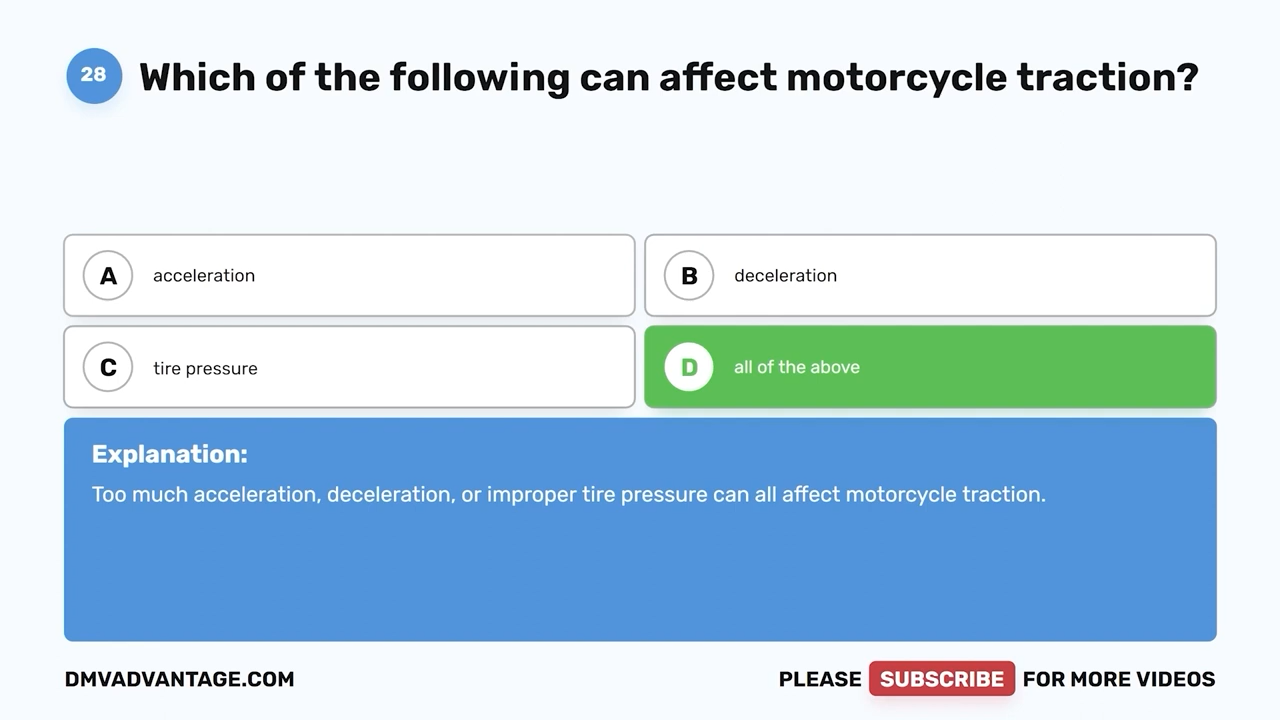 28 Which of the following can affect motorcycle traction?
A acceleration
B deceleration
C tire pressure
D all of the above
Explanation:
Too much acceleration, deceleration, or improper tire pressure can all affect motorcycle traction.
DMVADVANTAGE.COM
PLEASE SUBSCRIBE FOR MORE VIDEOS